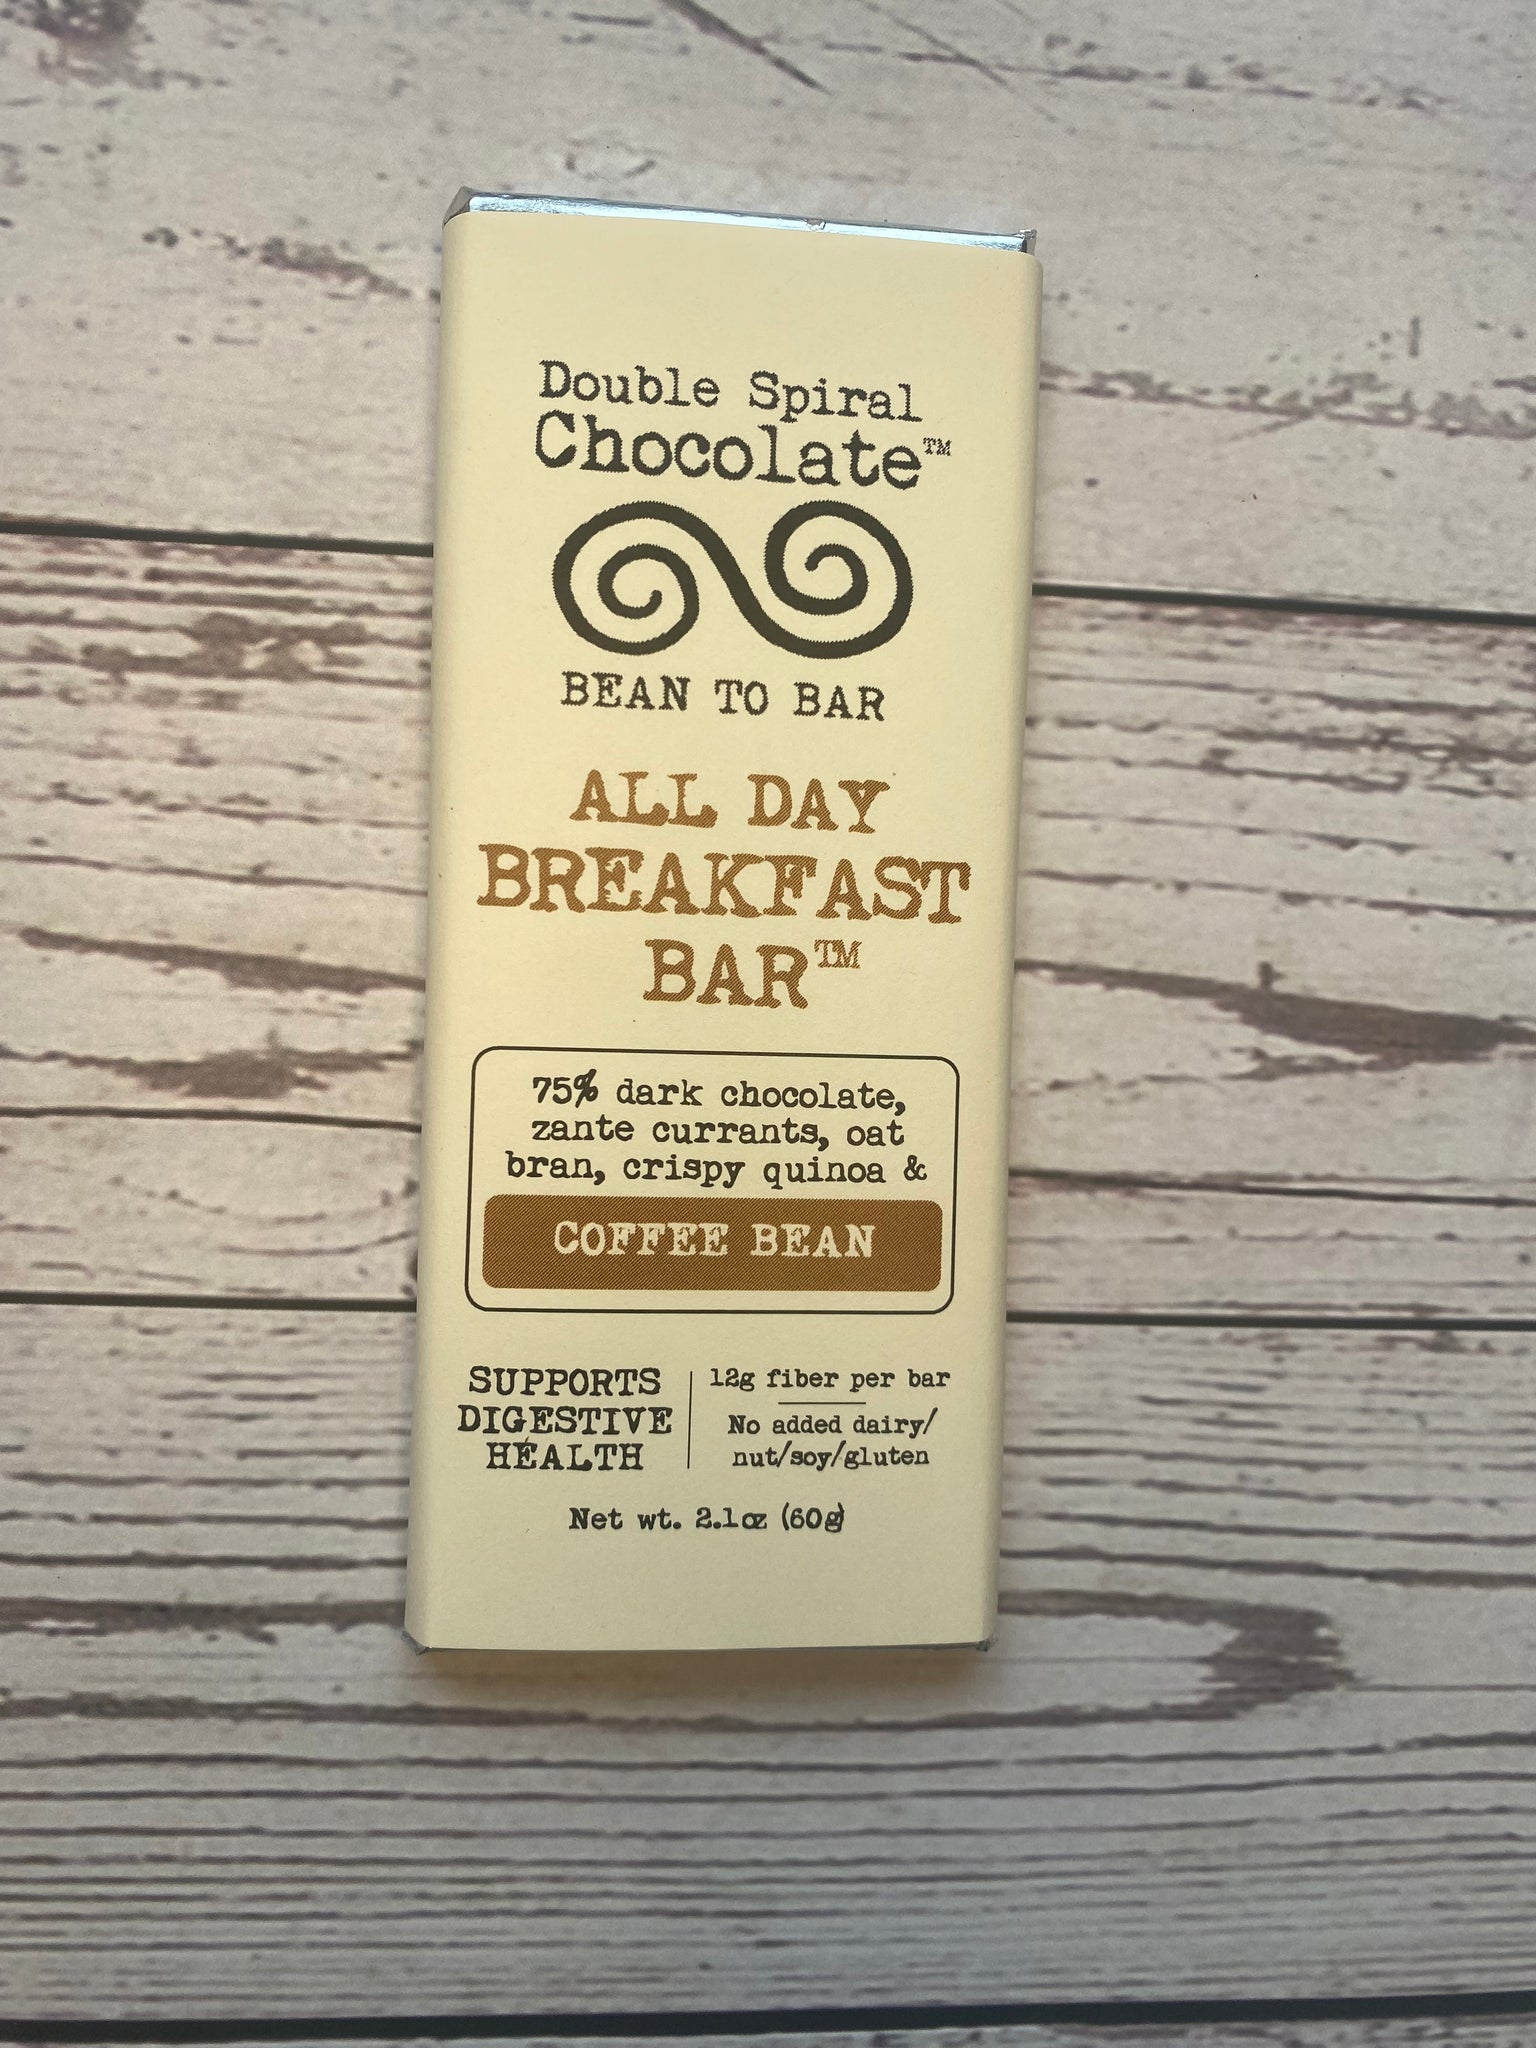 Double Spiral
Chocolate™
BEAN TO BAR
ALL DAY
BREAKFAST
BAR™
75% dark chocolate,
zante currants, oat
bran, crispy quinoa &
COFFEE BEAN
SUPPORTS
DIGESTIVE
HEALTH
12g fiber per bar
No added dairy/
nut/soy/gluten
Net wt. 2.1oz (60g)